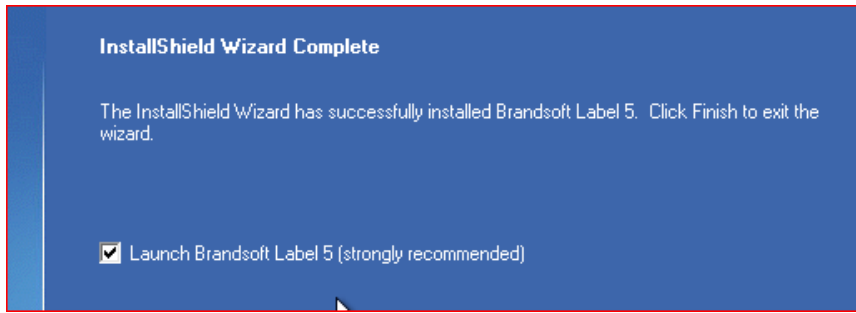 InstallShield Wizard Complete
The InstallShield Wizard has successfully installed Brandsoft Label 5.  Click Finish to exit the
wizard.
Launch Brandsoft Label 5 (strongly recommended)